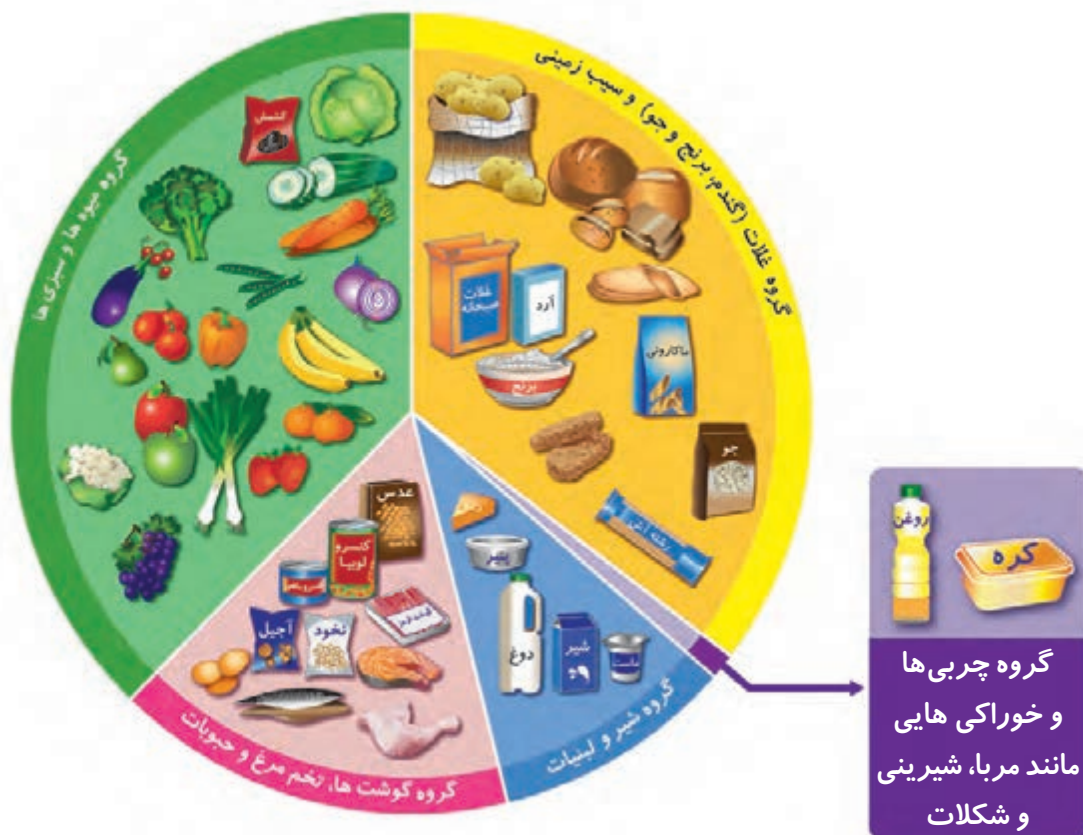 گروه غلات (گندم، برنج و جو) و سیب زمینی
غلات
صبحانه
آرد
برنج
ماکارونی
جو
رشته آش
گروه میوه ها و سبزی ها
کشمش
عدس
کنسرو
لوبیا
آجیل
نخود
گوشت قرمز
گروه گوشت ها، تخم مرغ و حبوبات
پنیر
دوغ
شیر
ماست
گروه شیر و لبنیات
روغن
کره
گروه چربی‌ها
و خوراکی هایی
مانند مربا، شیرینی
و شکلات